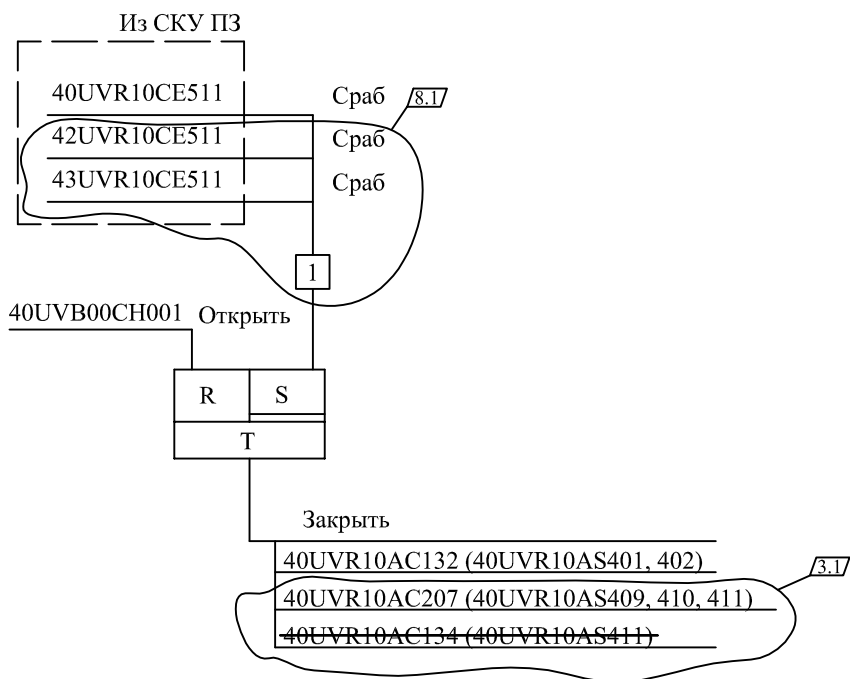 Из СКУ ПЗ
40UVR10CE511 Сраб 8.1
42UVR10CE511 Сраб
43UVR10CE511 Сраб
1
40UVB00CH001 Открыть
R S
T
Закрыть
40UVR10AC132 (40UVR10AS401, 402)
3.1
40UVR10AC207 (40UVR10AS409, 410, 411)
40UVR10AC134 (40UVR10AS411)